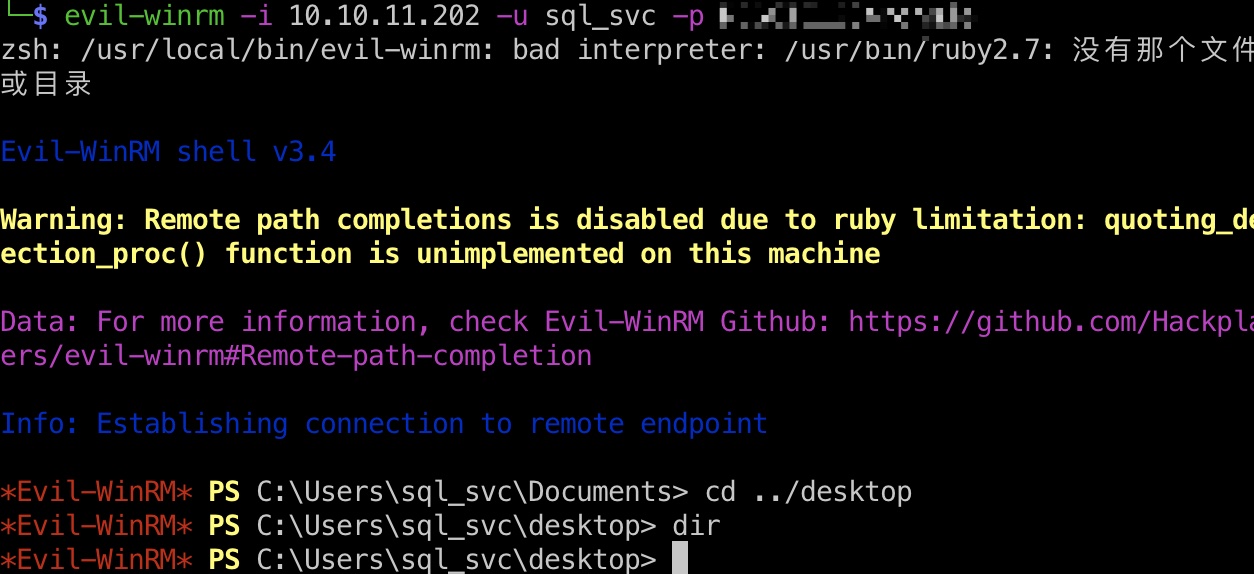 └─$ evil-winrm -i 10.10.11.202 -u sql_svc -p
zsh: /usr/local/bin/evil-winrm: bad interpreter: /usr/bin/ruby2.7: 没有那个文件
或目录
Evil-WinRM shell v3.4
Warning: Remote path completions is disabled due to ruby limitation: quoting_de
ection_proc() function is unimplemented on this machine
Data: For more information, check Evil-WinRM Github: https://github.com/Hackpla
ers/evil-winrm#Remote-path-completion
Info: Establishing connection to remote endpoint
*Evil-WinRM* PS C:\Users\sql_svc\Documents> cd ../desktop
*Evil-WinRM* PS C:\Users\sql_svc\desktop> dir
*Evil-WinRM* PS C:\Users\sql_svc\desktop>